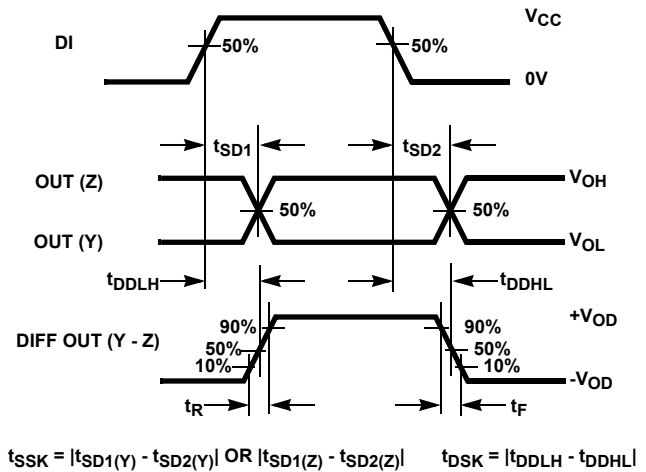 V_CC
DI
50%
50%
0V
t_SD1
t_SD2
OUT (Z)
V_OH
50%
50%
OUT (Y)
V_OL
t_DDLH
t_DDHL
+V_OD
90%
90%
DIFF OUT (Y - Z)
50%
50%
10%
10%
-V_OD
t_R
t_F
t_SSK = |t_SD1(Y) - t_SD2(Y)| OR |t_SD1(Z) - t_SD2(Z)|
t_DSK = |t_DDLH - t_DDHL|